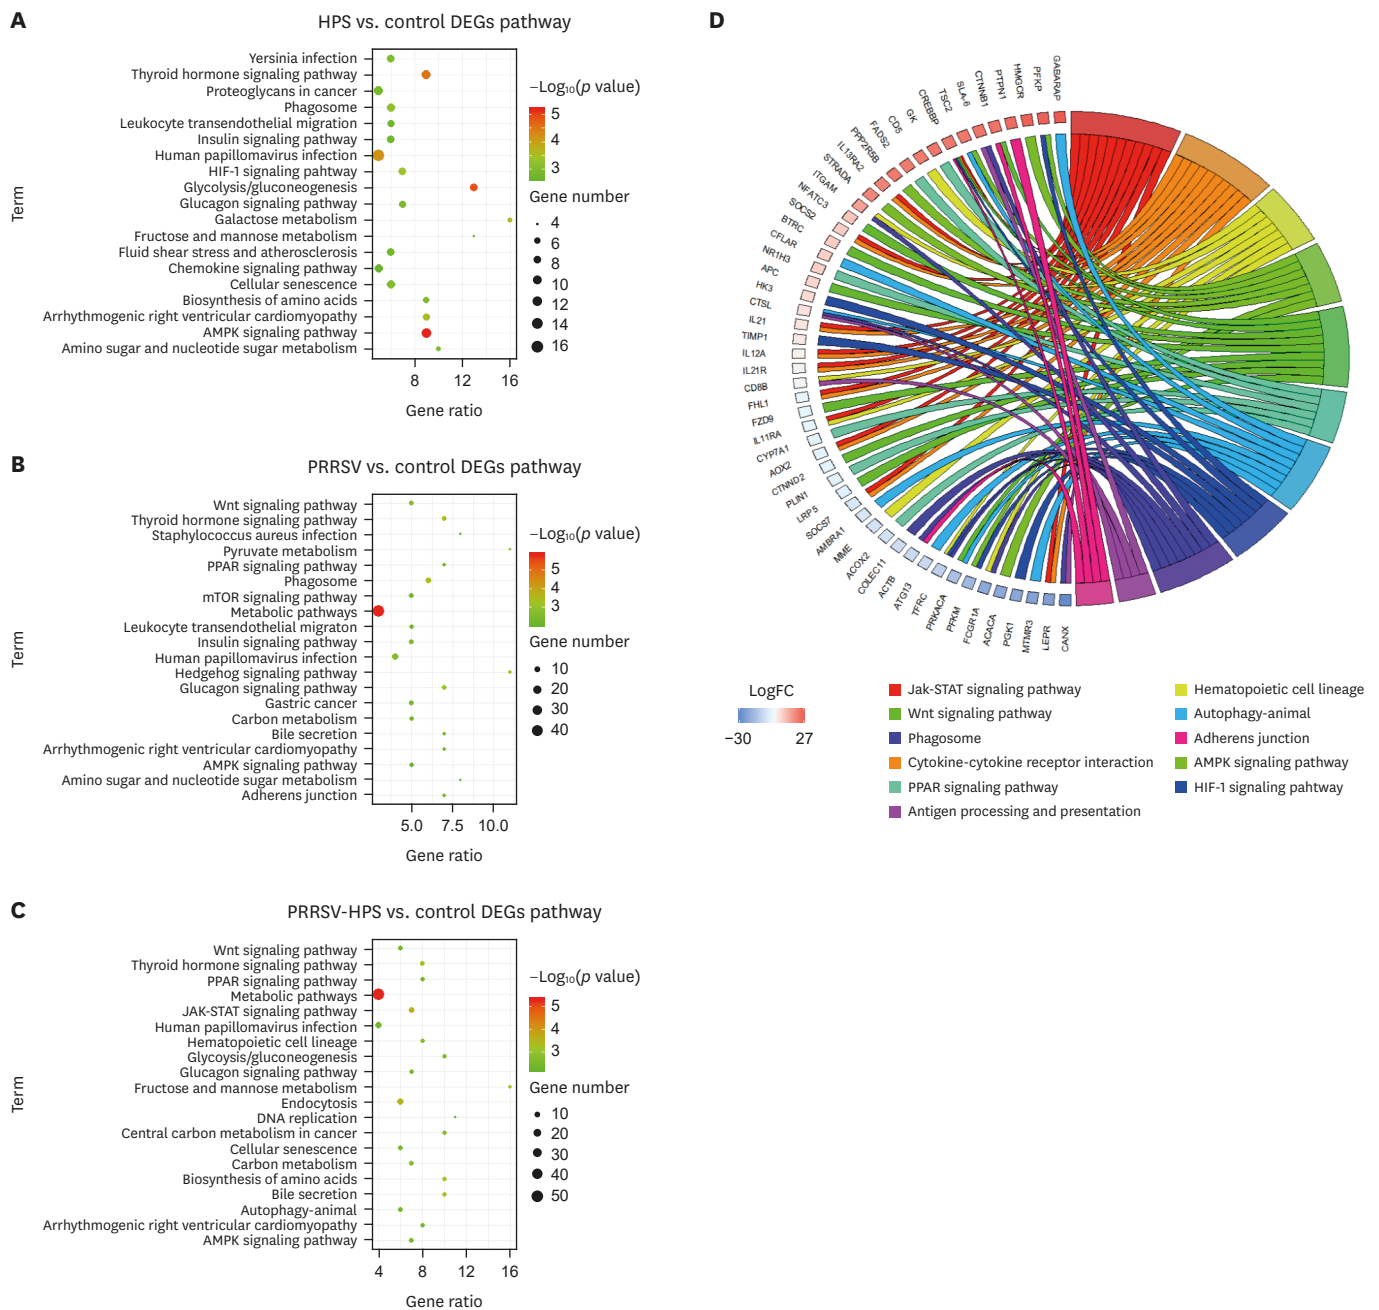 A
HPS vs. control DEGs pathway
Term
Yersinia infection
Thyroid hormone signaling pathway
Proteoglycans in cancer
Phagosome
Leukocyte transendothelial migration
Insulin signaling pathway
Human papillomavirus infection
HIF-1 signaling pahtway
Glycolysis/gluconeogenesis
Glucagon signaling pathway
Galactose metabolism
Fructose and mannose metabolism
Fluid shear stress and atherosclerosis
Chemokine signaling pathway
Cellular senescence
Biosynthesis of amino acids
Arrhythmogenic right ventricular cardiomyopathy
AMPK signaling pathway
Amino sugar and nucleotide sugar metabolism
8 12 16
Gene ratio
−Log₁₀(p value)
5
4
3
Gene number
4
6
8
10
12
14
16
B
PRRSV vs. control DEGs pathway
Term
Wnt signaling pathway
Thyroid hormone signaling pathway
Staphylococcus aureus infection
Pyruvate metabolism
PPAR signaling pathway
Phagosome
mTOR signaling pathway
Metabolic pathways
Leukocyte transendothelial migraton
Insulin signaling pathway
Human papillomavirus infection
Hedgehog signaling pathway
Glucagon signaling pathway
Gastric cancer
Carbon metabolism
Bile secretion
Arrhythmogenic right ventricular cardiomyopathy
AMPK signaling pathway
Amino sugar and nucleotide sugar metabolism
Adherens junction
5.0 7.5 10.0
Gene ratio
−Log₁₀(p value)
5
4
3
Gene number
10
20
30
40
C
PRRSV-HPS vs. control DEGs pathway
Term
Wnt signaling pathway
Thyroid hormone signaling pathway
PPAR signaling pathway
Metabolic pathways
JAK-STAT signaling pathway
Human papillomavirus infection
Hematopoietic cell lineage
Glycoysis/gluconeogenesis
Glucagon signaling pathway
Fructose and mannose metabolism
Endocytosis
DNA replication
Central carbon metabolism in cancer
Cellular senescence
Carbon metabolism
Biosynthesis of amino acids
Bile secretion
Autophagy-animal
Arrhythmogenic right ventricular cardiomyopathy
AMPK signaling pathway
4 8 12 16
Gene ratio
−Log₁₀(p value)
5
4
3
Gene number
10
20
30
40
50
D
GABARAP
PFKP
HMGCR
PTPN1
CTNNB1
SLA-6
TSC2
CREBBP
GK
CD5
FADS2
PPP2R5B
IL13RA2
STRADA
ITGAM
NFATC3
SOCS2
BTRC
CFLAR
NR1H3
APC
HK3
CTSL
IL21
TIMP1
IL12A
IL21R
CD8B
FHL1
FZD9
IL11RA
CYP7A1
AOX2
CTNND2
PLIN1
LRP5
SOCS7
AMBRA1
MME
ACOX2
COLEC11
ACTB
ATG13
TFRC
PRKACA
PFKM
FCGR1A
ACACA
PGK1
MTMR3
LEPR
CANX
LogFC
−30 27
Jak-STAT signaling pathway
Wnt signaling pathway
Phagosome
Cytokine-cytokine receptor interaction
PPAR signaling pathway
Antigen processing and presentation
Hematopoietic cell lineage
Autophagy-animal
Adherens junction
AMPK signaling pathway
HIF-1 signaling pahtway